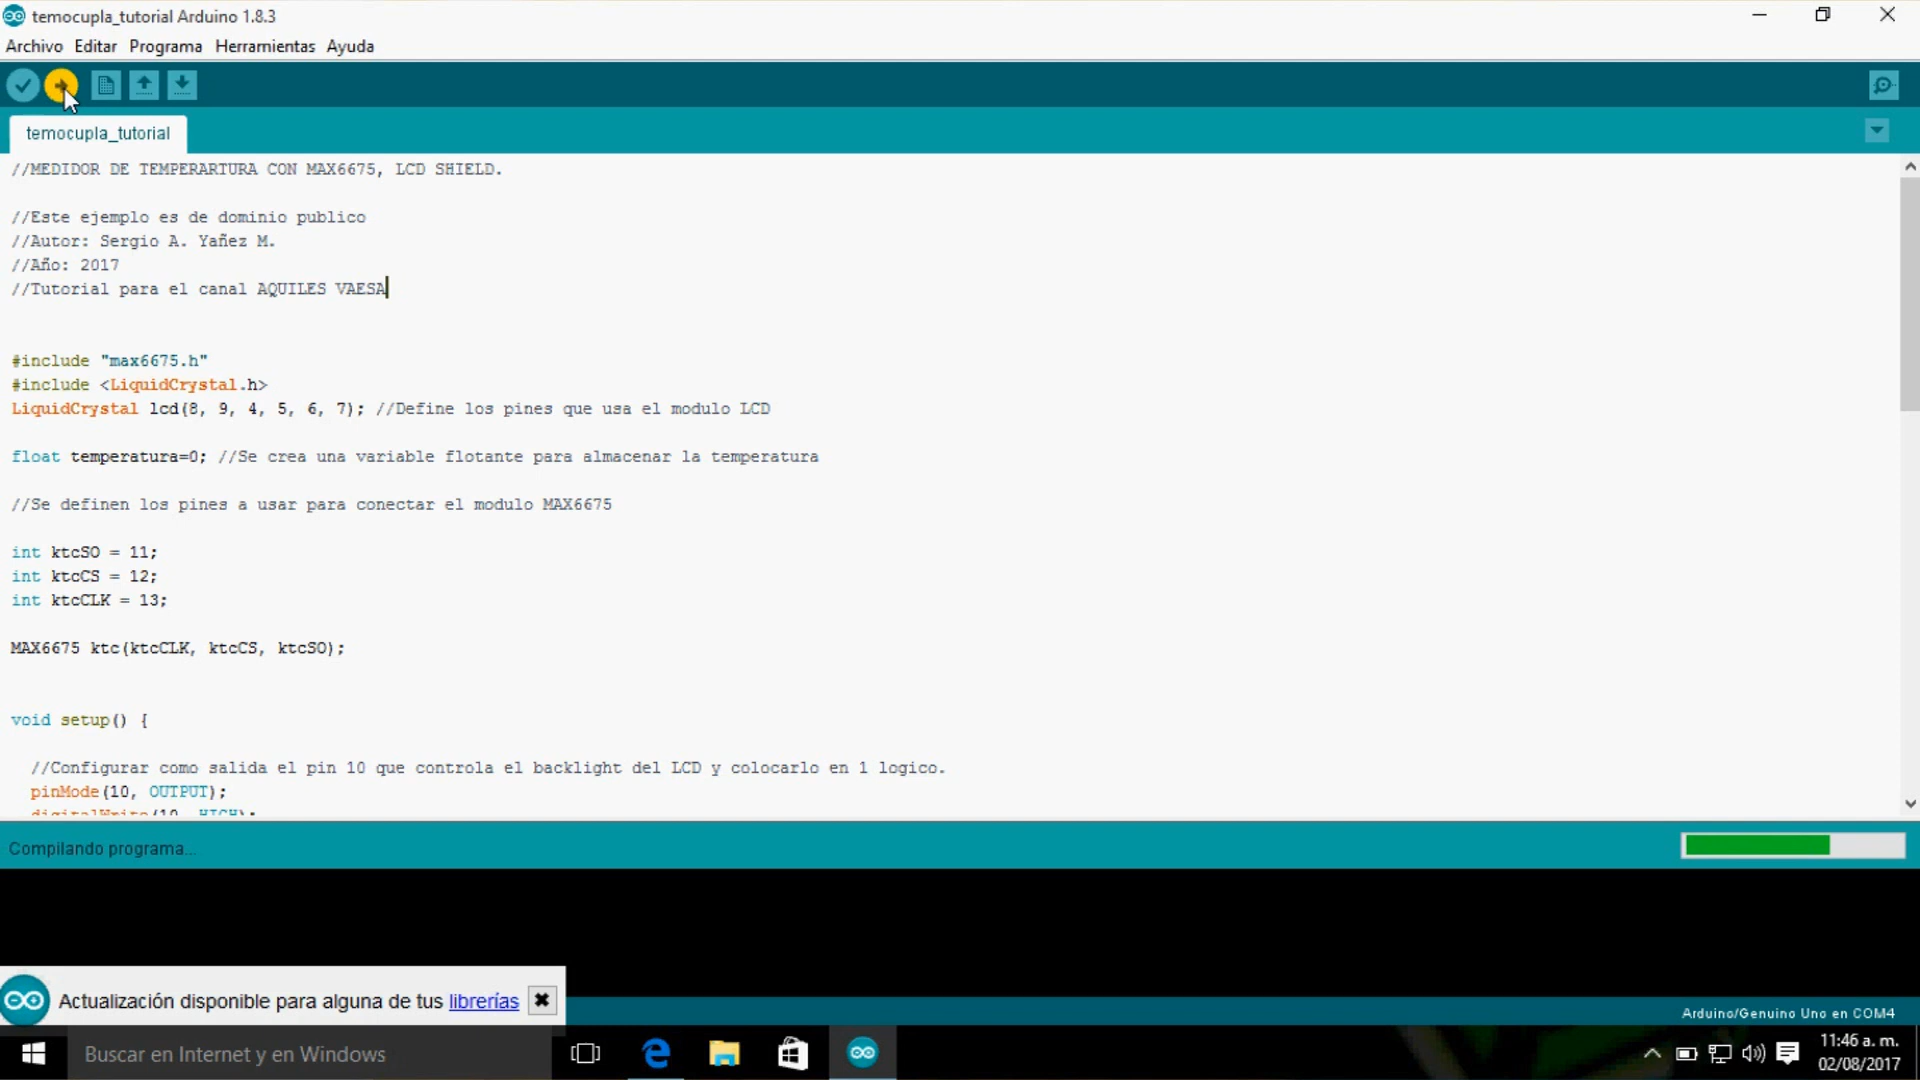 temocupla_tutorial Arduino 1.8.3
Archivo Editar Programa Herramientas Ayuda
temocupla_tutorial
//MEDIDOR DE TEMPERARTURA CON MAX6675, LCD SHIELD.
//Este ejemplo es de dominio publico
//Autor: Sergio A. Yañez M.
//Año: 2017
//Tutorial para el canal AQUILES VAESA
#include "max6675.h"
#include <LiquidCrystal.h>
LiquidCrystal lcd(8, 9, 4, 5, 6, 7); //Define los pines que usa el modulo LCD
float temperatura=0; //Se crea una variable flotante para almacenar la temperatura
//Se definen los pines a usar para conectar el modulo MAX6675
int ktcSO = 11;
int ktcCS = 12;
int ktcCLK = 13;
MAX6675 ktc(ktcCLK, ktcCS, ktcSO);
void setup() {
//Configurar como salida el pin 10 que controla el backlight del LCD y colocarlo en 1 logico.
pinMode(10, OUTPUT);
digitalWrite(10, HIGH);
Compilando programa...
Actualización disponible para alguna de tus librerías
Arduino/Genuino Uno en COM4
Buscar en Internet y en Windows
11:46 a. m.
02/08/2017